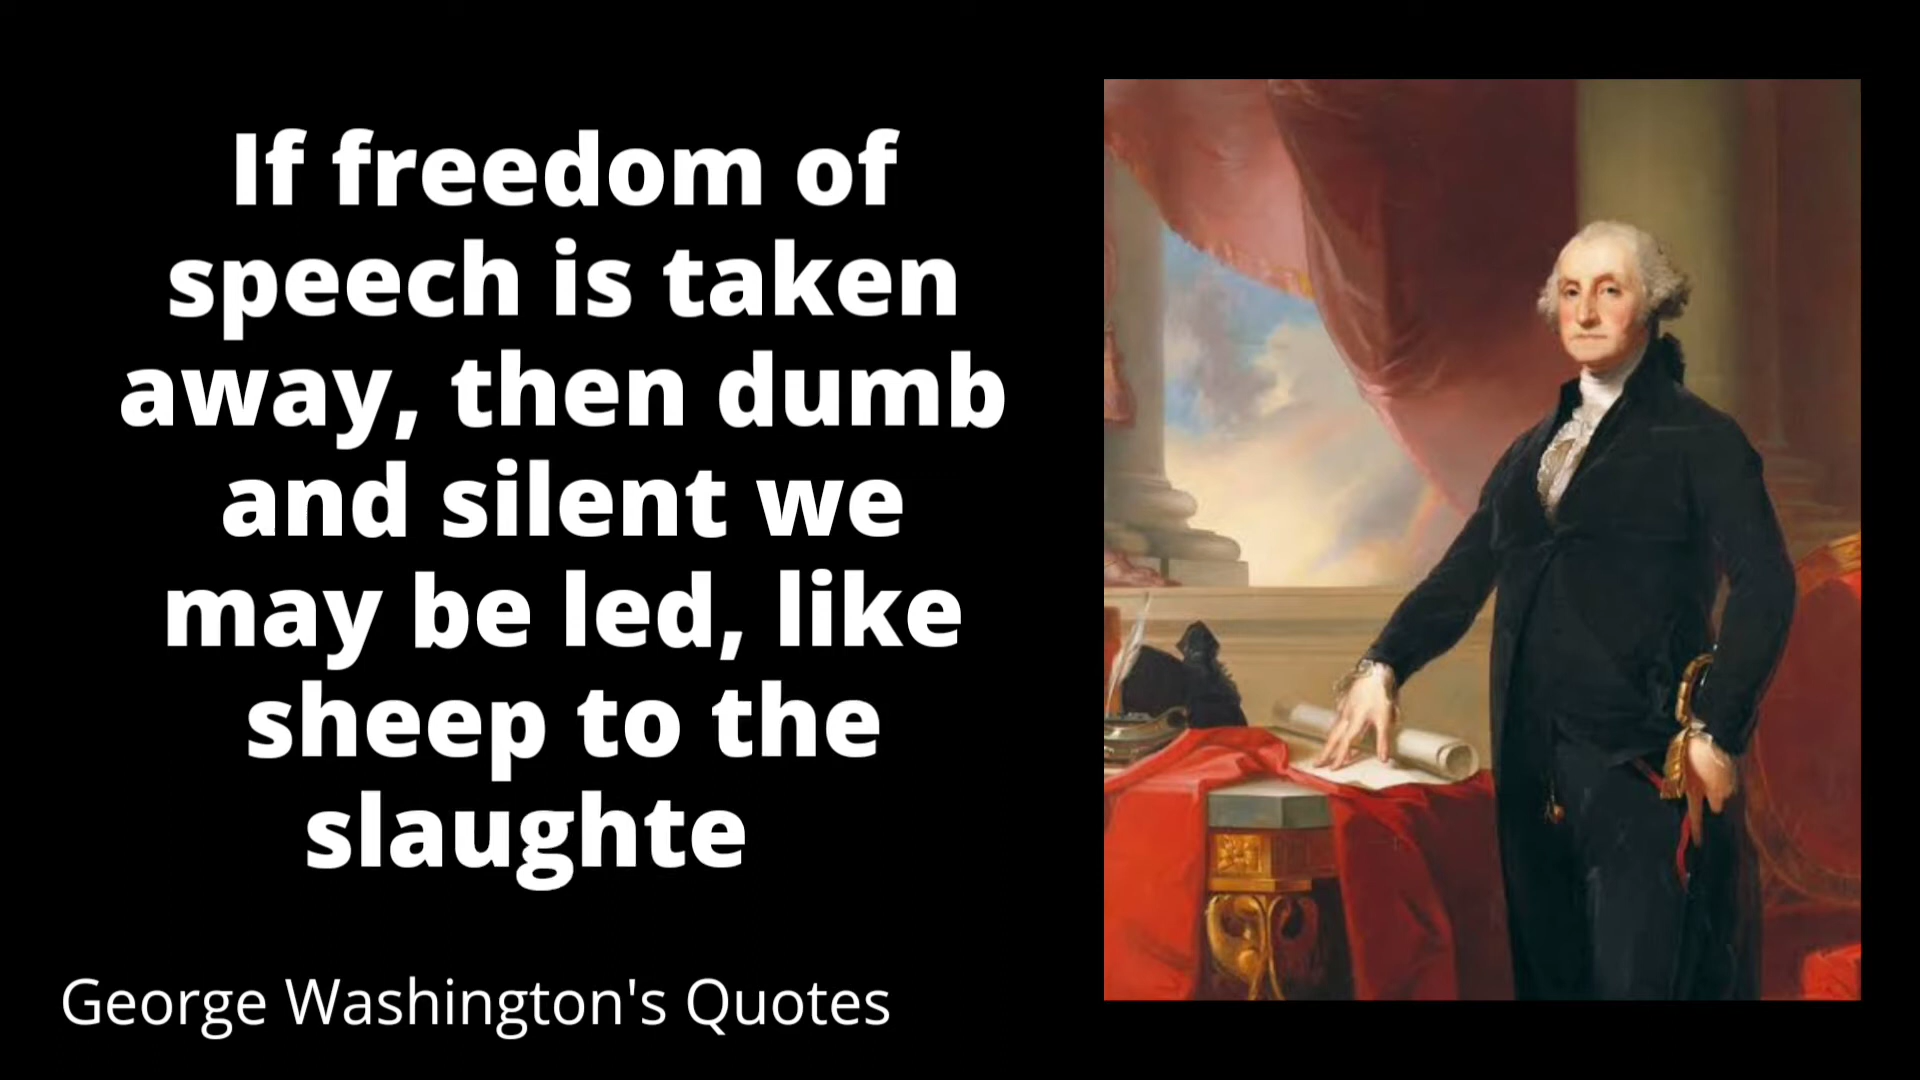 If freedom of
speech is taken
away, then dumb
and silent we
may be led, like
sheep to the
slaughte
George Washington's Quotes